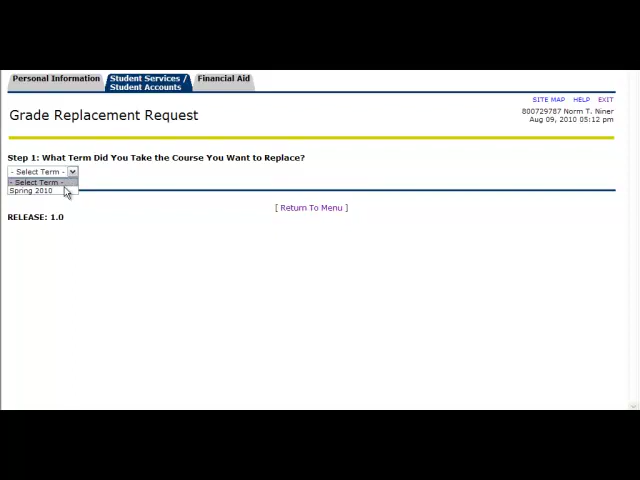 Personal Information
Student Services /
Student Accounts
Financial Aid
SITE MAP HELP EXIT
Grade Replacement Request
800729787 Norm T. Niner
Aug 09, 2010 05:12 pm
Step 1: What Term Did You Take the Course You Want to Replace?
- Select Term -
- Select Term -
Spring 2010
[ Return To Menu ]
RELEASE: 1.0